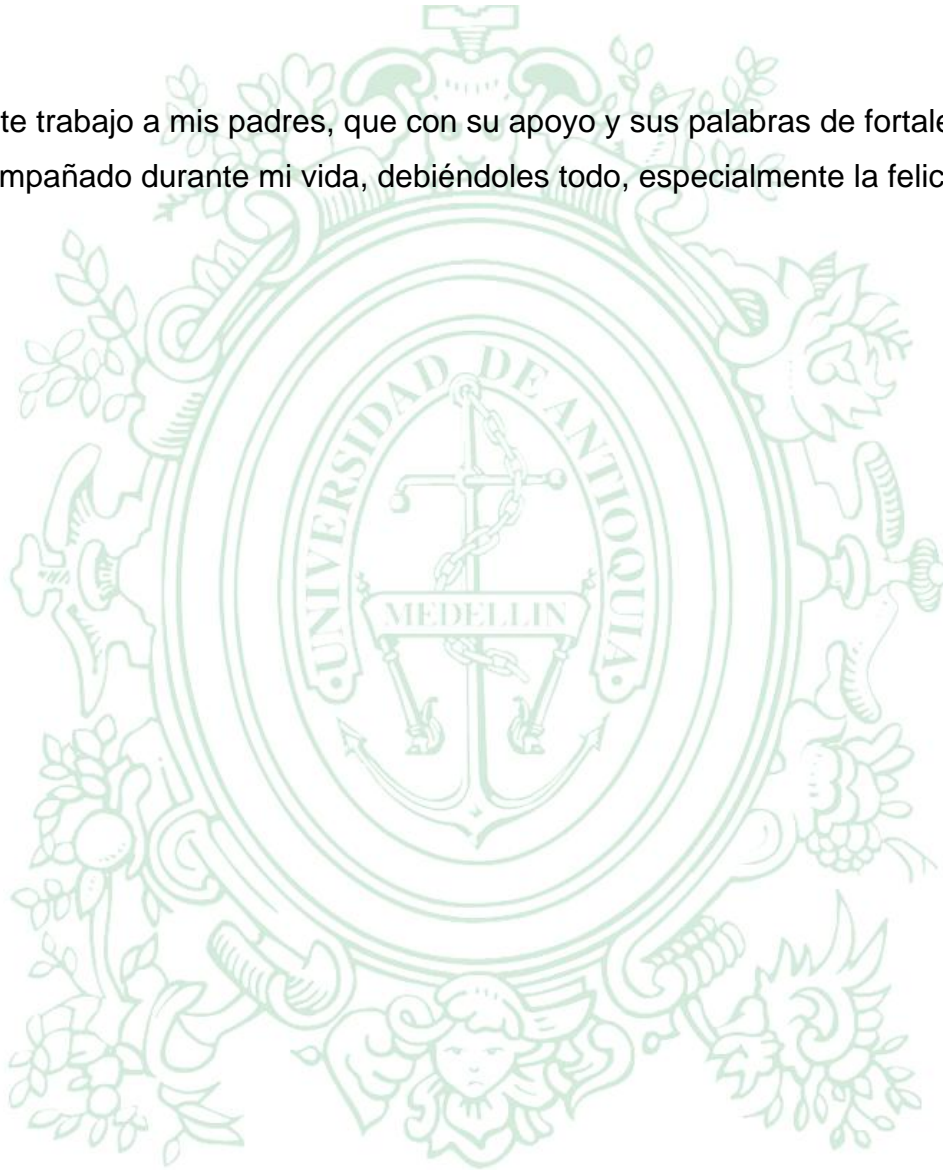 te trabajo a mis padres, que con su apoyo y sus palabras de fortale
mpañado durante mi vida, debiéndoles todo, especialmente la felic
UNIVERSIDAD DE ANTIOQUIA
MEDELLIN